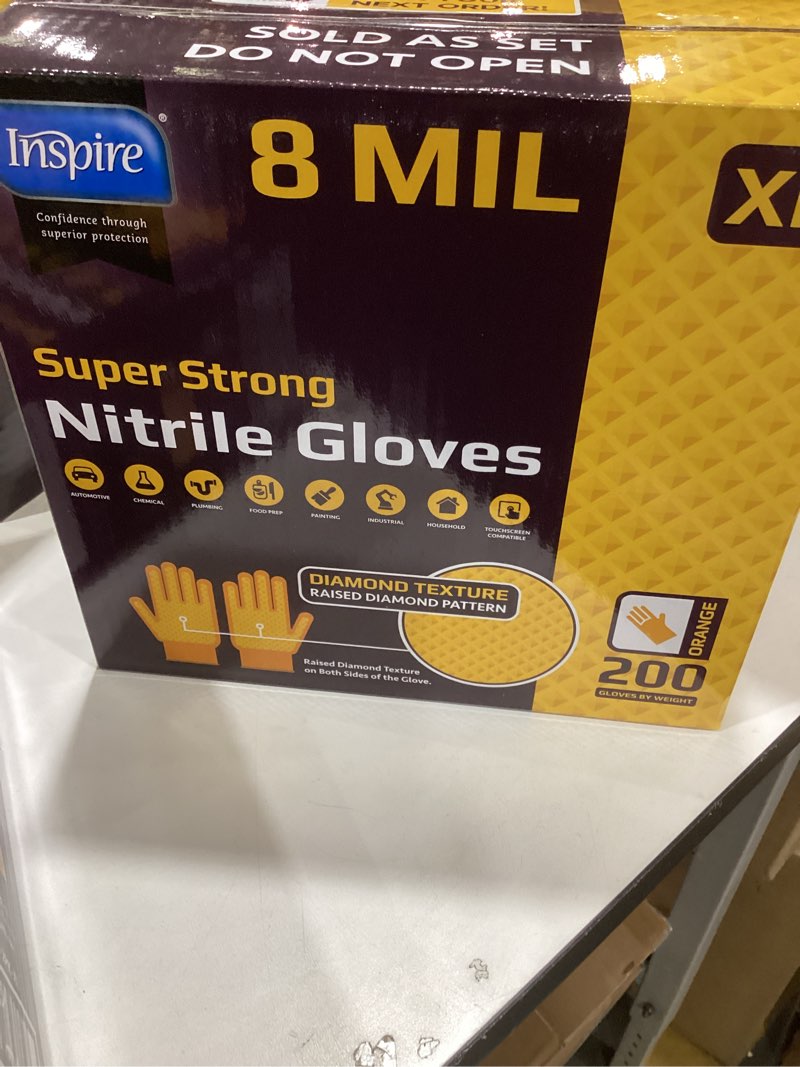 SOLD AS SET
DO NOT OPEN
Inspire®
Confidence through
superior protection
8 MIL
Super Strong
Nitrile Gloves
AUTOMOTIVE
CHEMICAL
PLUMBING
FOOD PREP
PAINTING
INDUSTRIAL
HOUSEHOLD
TOUCHSCREEN
COMPATIBLE
DIAMOND TEXTURE
RAISED DIAMOND PATTERN
Raised Diamond Texture
on Both Sides of the Glove.
ORANGE
200
GLOVES BY WEIGHT